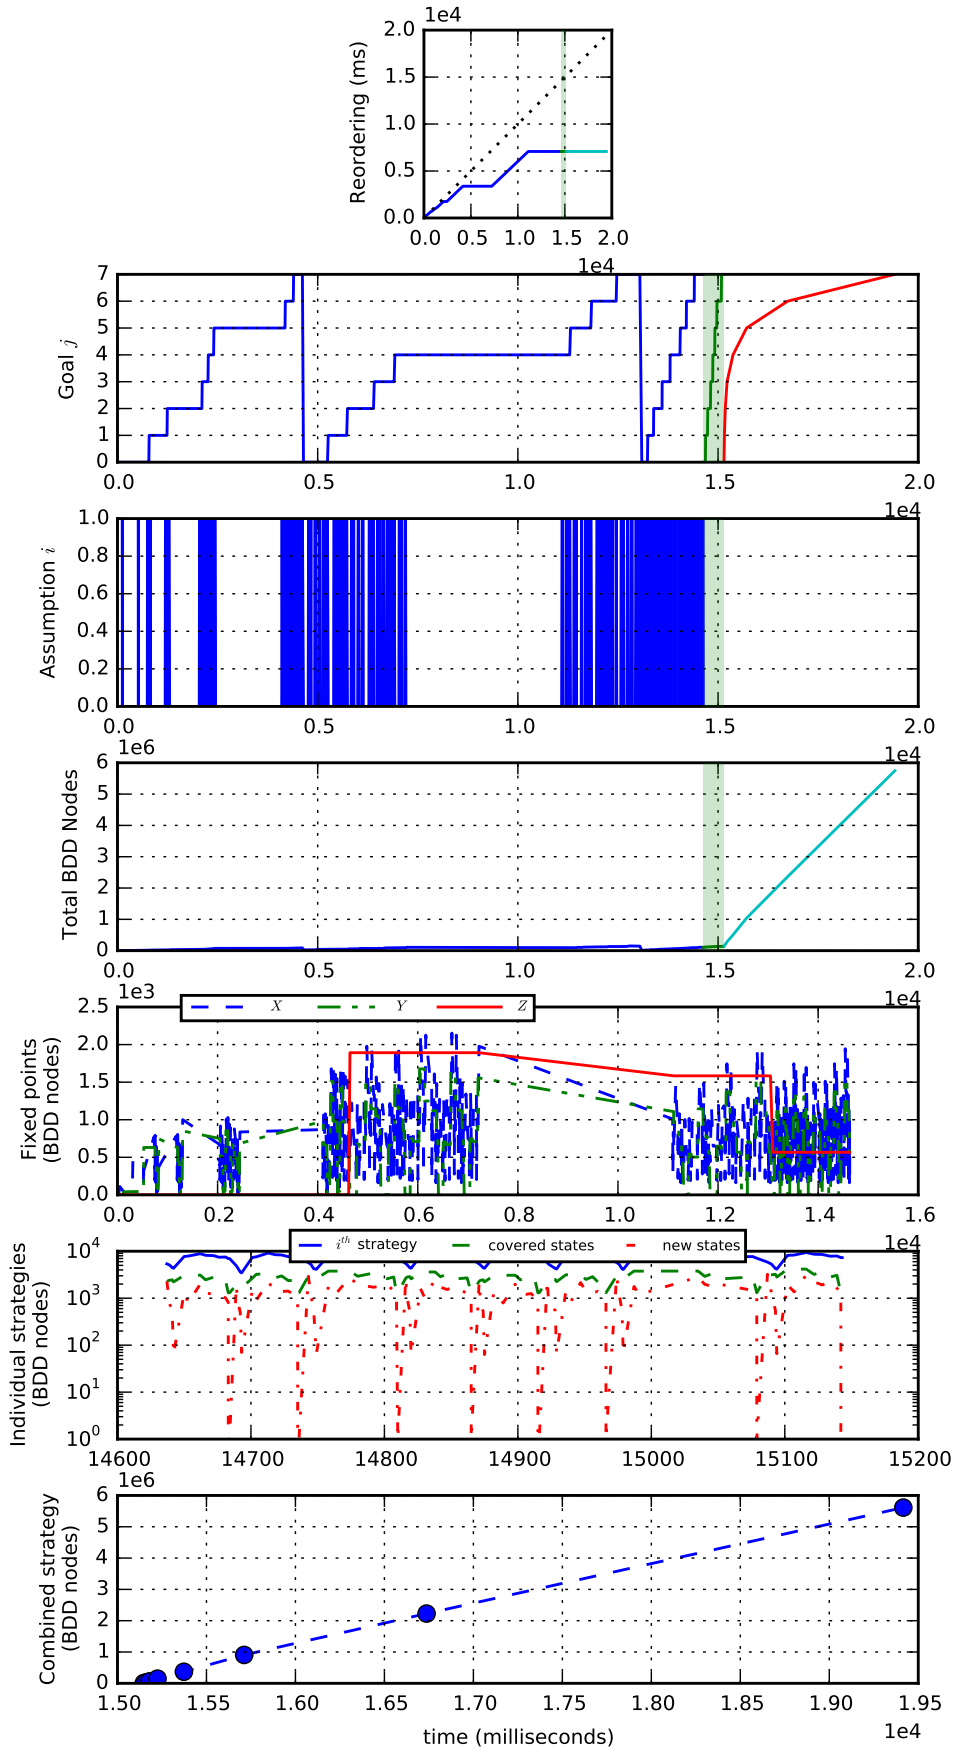 1e4
2.0
1.5
1.0
0.5
0.0
Reordering (ms)
0.0 0.5 1.0 1.5 2.0
1e4
7
6
5
4
3
2
1
0
Goal j
0.0 0.5 1.0 1.5 2.0
1e4
1.0
0.8
0.6
0.4
0.2
0.0
Assumption i
0.0 0.5 1.0 1.5 2.0
1e4
1e6
6
5
4
3
2
1
0
Total BDD Nodes
0.0 0.5 1.0 1.5 2.0
1e4
1e3
X Y Z
2.5
2.0
1.5
1.0
0.5
0.0
Fixed points
(BDD nodes)
0.0 0.2 0.4 0.6 0.8 1.0 1.2 1.4 1.6
1e4
i^th strategy covered states new states
10^4
10^3
10^2
10^1
10^0
Individual strategies
(BDD nodes)
14600 14700 14800 14900 15000 15100 15200
1e6
6
5
4
3
2
1
0
Combined strategy
(BDD nodes)
1.50 1.55 1.60 1.65 1.70 1.75 1.80 1.85 1.90 1.95
1e4
time (milliseconds)